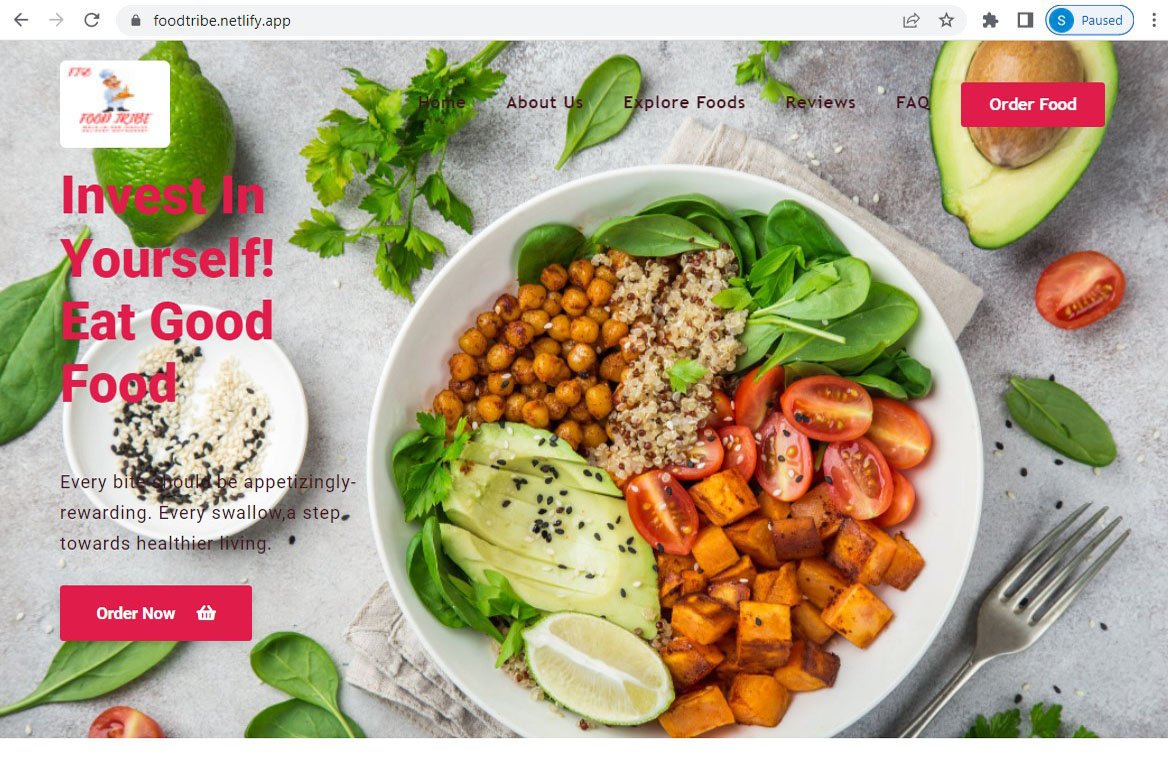 foodtribe.netlify.app
S Paused
FTB
FOOD TRIBE
Home About Us Explore Foods Reviews FAQ Order Food
Invest In
Yourself!
Eat Good
Food
Every bite should be appetizingly-
rewarding. Every swallow,a step
towards healthier living.
Order Now